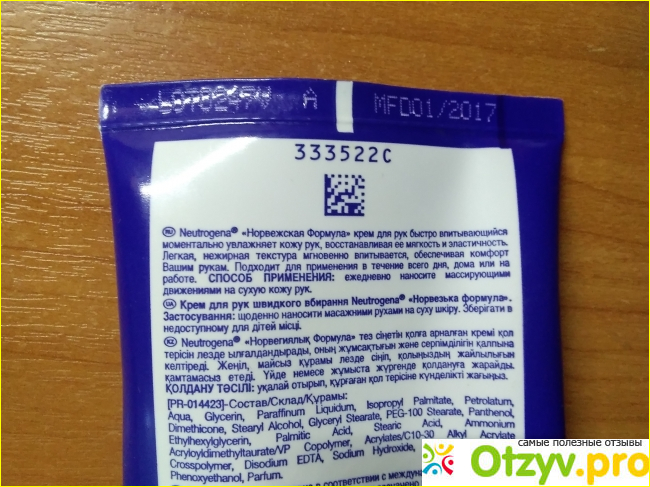 A MFD01/2017
333522C
RU Neutrogena® «Норвежская Формула» крем для рук быстро впитывающийся
моментально увлажняет кожу рук, восстанавливая ее мягкость и эластичность.
Легкая, нежирная текстура мгновенно впитывается, обеспечивая комфорт
Вашим рукам. Подходит для применения в течение всего дня, дома или на
работе. СПОСОБ ПРИМЕНЕНИЯ: ежедневно наносите массирующими
движениями на сухую кожу рук.
UA Крем для рук швидкого вбирання Neutrogena® «Норвезька формула».
Застосування: щоденно наносити масажними рухами на суху шкіру. Зберігати в
недоступному для дітей місці.
KZ Neutrogena® «Норвегиялық Формула» тез сіңетін қолға арналған кремі қол
терісін лезде ылғалдандырады, оның жұмсақтығын және серпімділігін қалпына
келтіреді. Жеңіл, майсыз құрамы лезде сіңіп, қолыңыздың жайлылығын
қамтамасыз етеді. Үйде немесе жұмыста жүргенде қолдануға жарайды.
ҚОЛДАНУ ТӘСІЛІ: уқалай отырып, құрғаған қол терісіне күнделікті жағыңыз.
[PR-014423]-Состав/Склад/Құрамы:
Aqua, Glycerin, Paraffinum Liquidum, Isopropyl Palmitate, Petrolatum,
Dimethicone, Stearyl Alcohol, Glyceryl Stearate, PEG-100 Stearate, Panthenol,
Ethylhexylglycerin, Palmitic Acid, Stearic Acid, Ammonium
Acryloyldimethyltaurate/VP Copolymer, Acrylates/C10-30 Alkyl Acrylate
Crosspolymer, Disodium EDTA, Sodium Hydroxide,
Phenoxyethanol, Parfum.
в соответствии с
самые полезные отзывы
Otzyv.pro